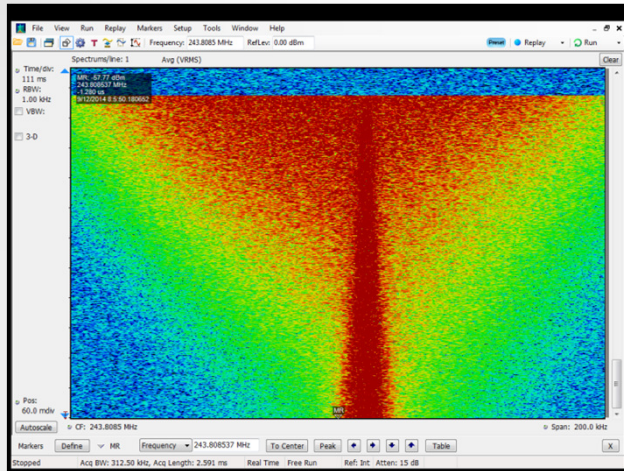 File View Run Replay Markers Setup Tools Window Help
Frequency: 243.8085 MHz RefLev: 0.00 dBm Preset Replay Run
Spectrums/line: 1 Avg (VRMS) Clear
Time/div:
111 ms
RBW:
1.00 kHz
VBW:
3-D
MR: -67.77 dBm
243.808537 MHz
-1.280 us
MR
Pos:
60.0 mdiv
Autoscale CF: 243.8085 MHz Span: 200.0 kHz
Markers Define MR Frequency 243.808537 MHz To Center Peak Table X
Stopped Acq BW: 312.50 kHz, Acq Length: 2.591 ms Real Time Free Run Ref: Int Atten: 15 dB